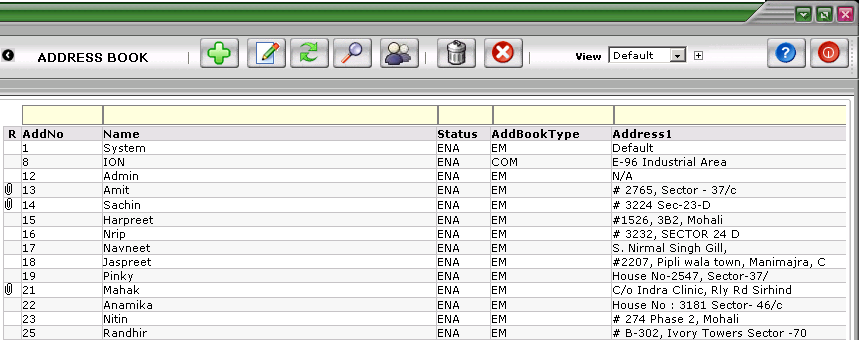 ADDRESS BOOK | | | View Default
R AddNo Name Status AddBookType Address1
1 System ENA EM Default
8 ION ENA COM E-96 Industrial Area
12 Admin ENA EM N/A
13 Amit ENA EM # 2765, Sector - 37/c
14 Sachin ENA EM # 3224 Sec-23-D
15 Harpreet ENA EM #1526, 3B2, Mohali
16 Nrip ENA EM # 3232, SECTOR 24 D
17 Navneet ENA EM S. Nirmal Singh Gill,
18 Jaspreet ENA EM #2207, Pipli wala town, Manimajra, C
19 Pinky ENA EM House No-2547, Sector-37/
21 Mahak ENA EM C/o Indra Clinic, Rly Rd Sirhind
22 Anamika ENA EM House No : 3181 Sector- 46/c
23 Nitin ENA EM # 274 Phase 2, Mohali
25 Randhir ENA EM # B-302, Ivory Towers Sector -70